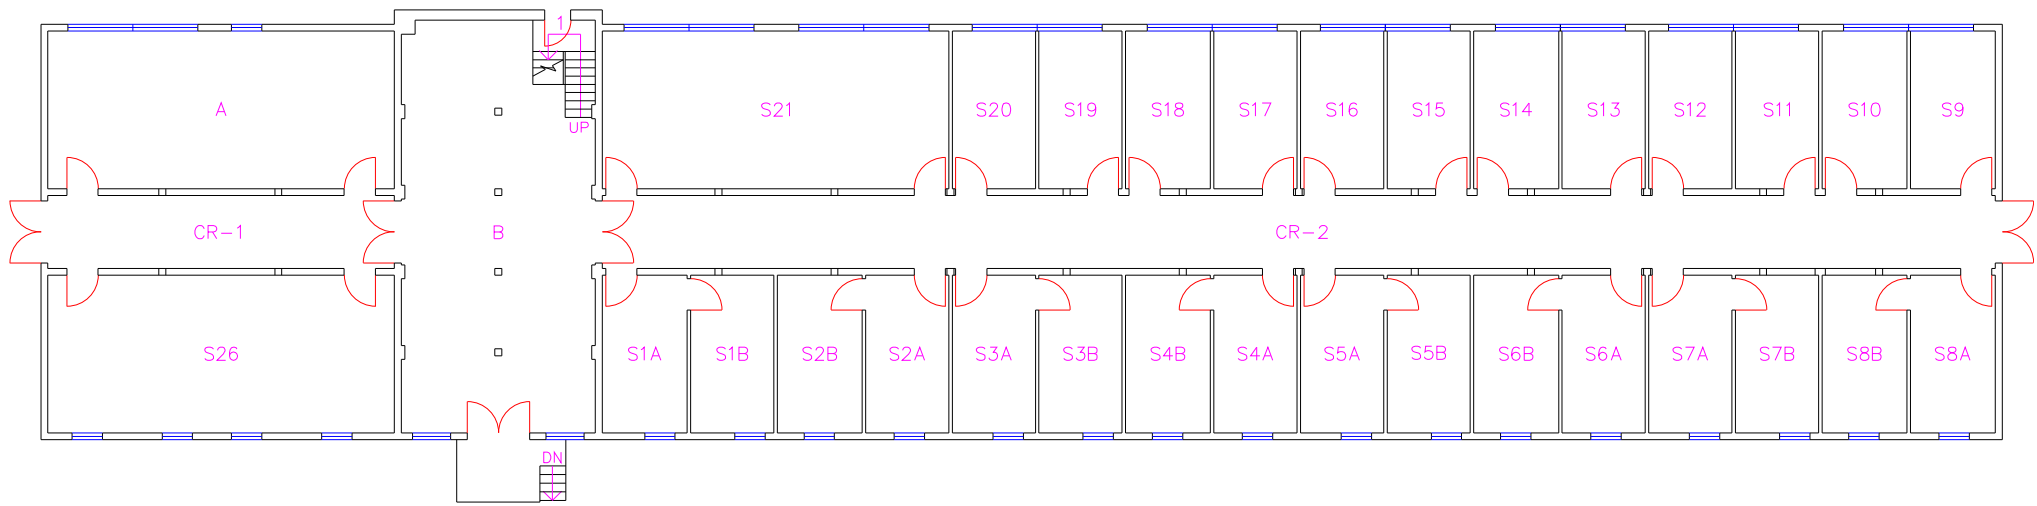 1
A
S21
S20
S19
S18
S17
S16
S15
S14
S13
S12
S11
S10
S9
UP
CR-1
B
CR-2
S26
S1A
S1B
S2B
S2A
S3A
S3B
S4B
S4A
S5A
S5B
S6B
S6A
S7A
S7B
S8B
S8A
DN